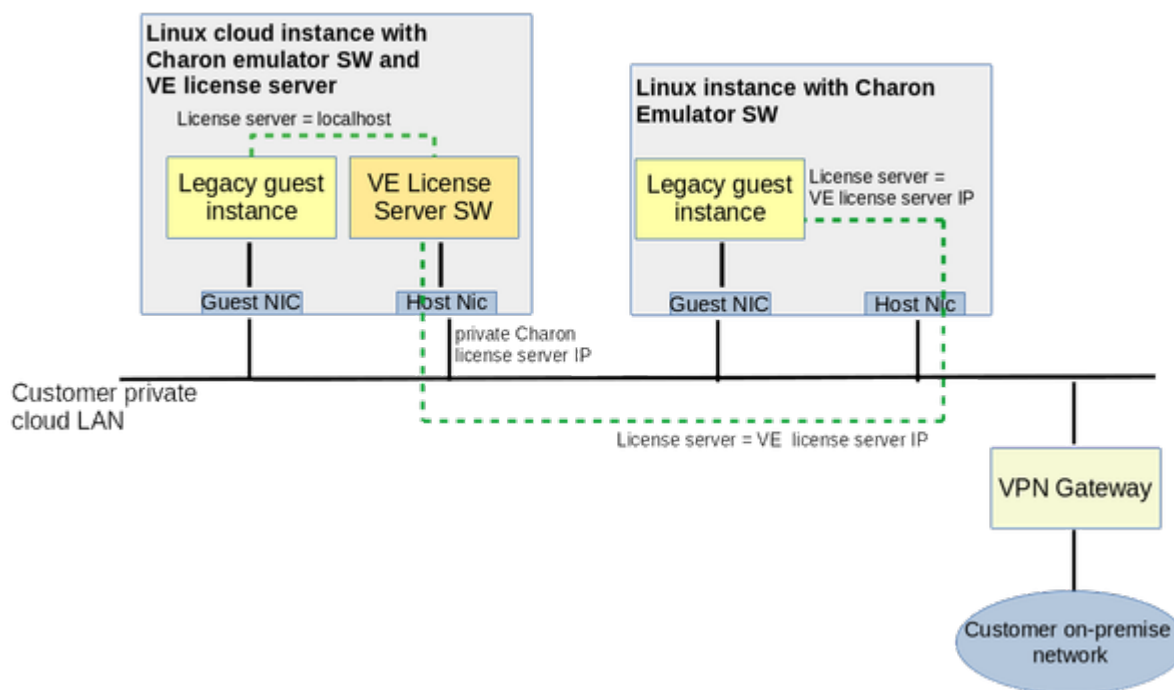 Linux cloud instance with
Charon emulator SW and
VE license server
License server = localhost
Legacy guest
instance
VE License
Server SW
Guest NIC
Host Nic
private Charon
license server IP
Linux instance with Charon
Emulator SW
Legacy guest
instance
License server =
VE license server IP
Guest NIC
Host Nic
Customer private
cloud LAN
License server = VE license server IP
VPN Gateway
Customer on-premise
network